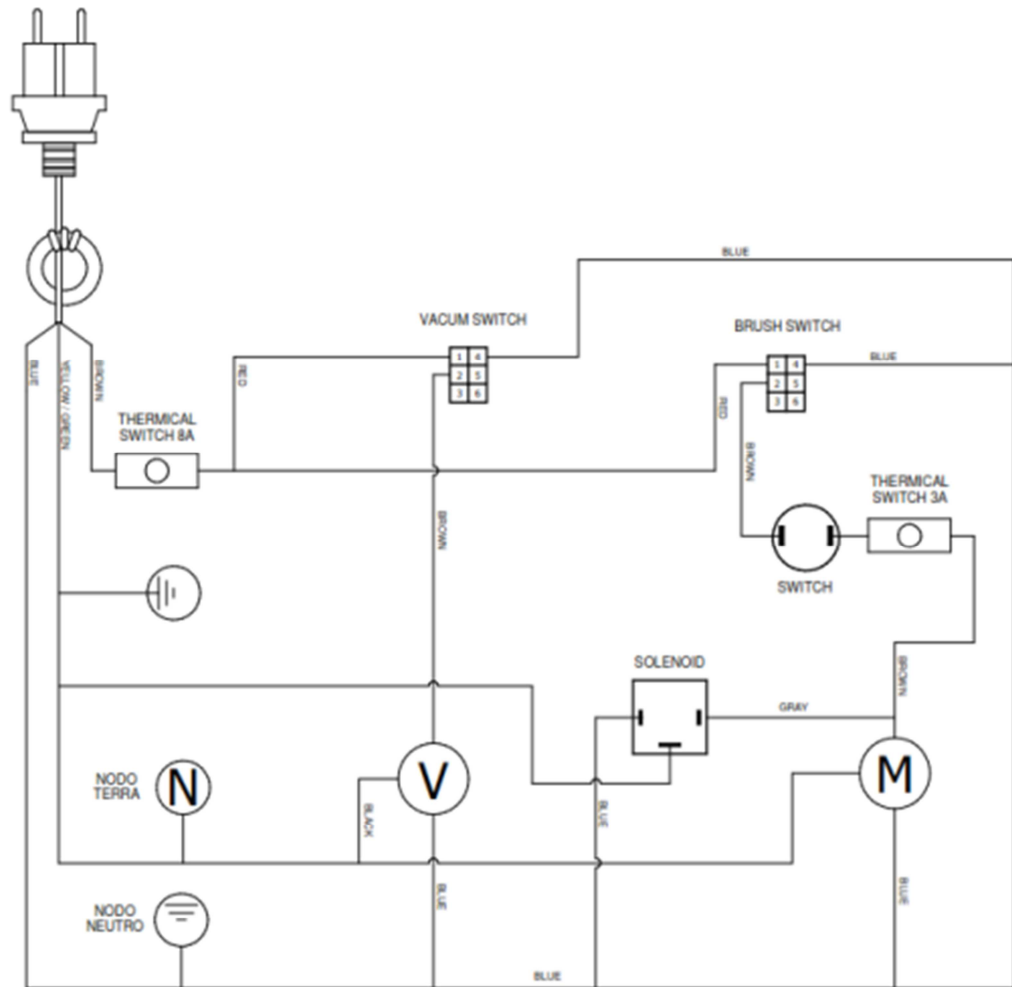 BLUE
VACUM SWITCH
BRUSH SWITCH
1 4
2 5
3 6
1 4
2 5
3 6
BLUE
BLUE
YELLOW / GREEN
BROWN
RED
RED
THERMICAL
SWITCH 8A
BROWN
THERMICAL
SWITCH 3A
BROWN
SWITCH
SOLENOID
BROWN
GRAY
NODO
TERRA
N
V
M
BLACK
BLUE
BLUE
BLUE
NODO
NEUTRO
BLUE